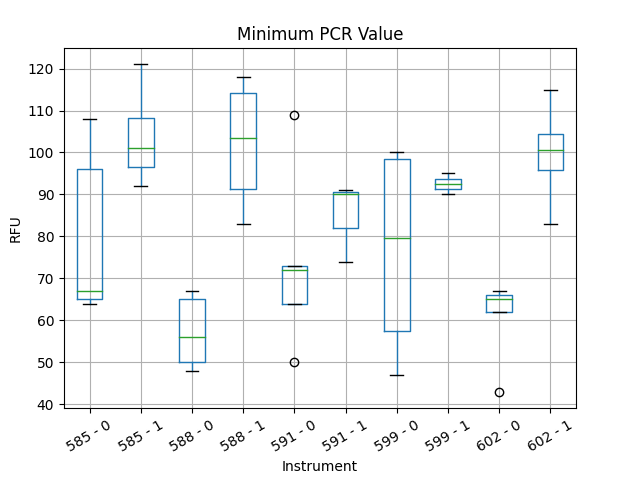 Minimum PCR Value
120
110
100
90
80
70
60
50
40
RFU
585 - 0
585 - 1
588 - 0
588 - 1
591 - 0
591 - 1
599 - 0
599 - 1
602 - 0
602 - 1
Instrument